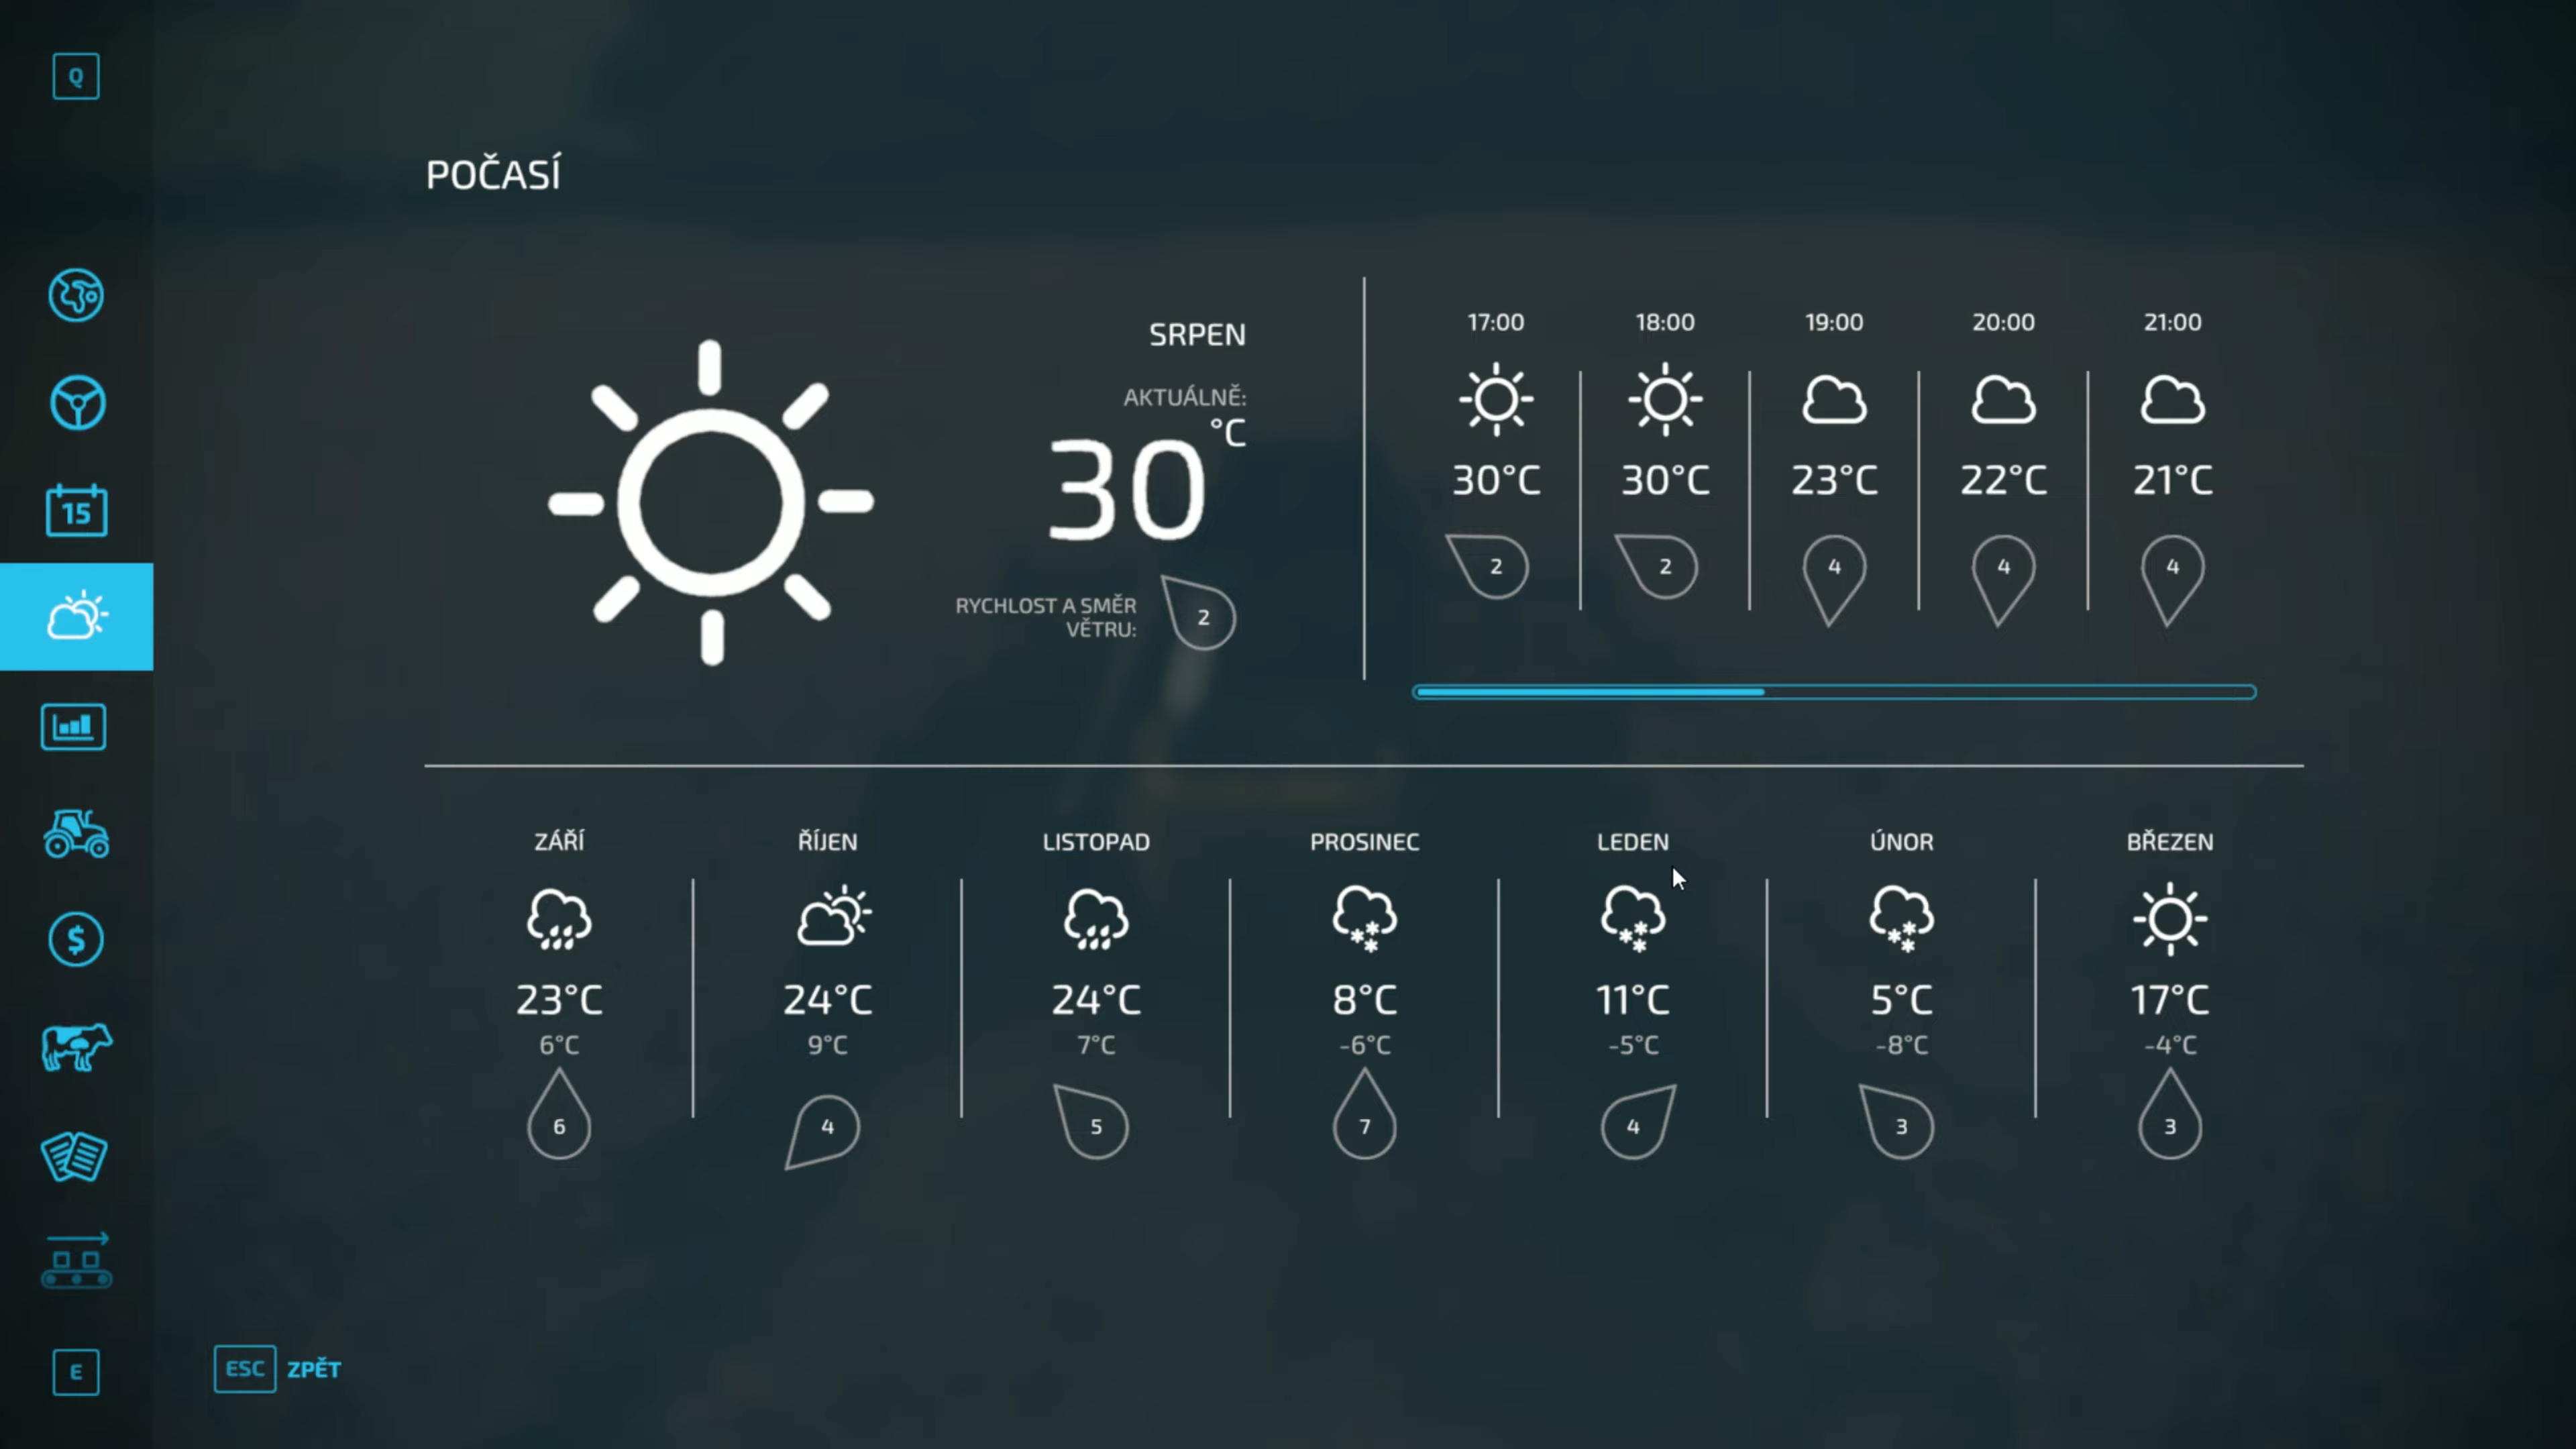 Q
POČASÍ
15
SRPEN
AKTUÁLNĚ:
30 °C
RYCHLOST A SMĚR
VĚTRU:
2
17:00 18:00 19:00 20:00 21:00
30°C 30°C 23°C 22°C 21°C
2 2 4 4 4
ZÁŘÍ ŘÍJEN LISTOPAD PROSINEC LEDEN ÚNOR BŘEZEN
23°C 24°C 24°C 8°C 11°C 5°C 17°C
6°C 9°C 7°C -6°C -5°C -8°C -4°C
6 4 5 7 4 3 3
$
E
ESC ZPĚT